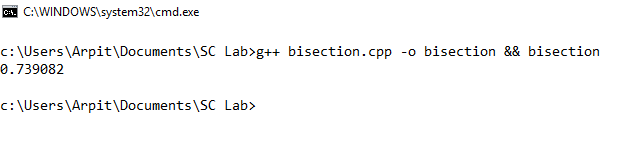 C:\WINDOWS\system32\cmd.exe
c:\Users\Arpit\Documents\SC Lab>g++ bisection.cpp -o bisection && bisection
0.739082
c:\Users\Arpit\Documents\SC Lab>